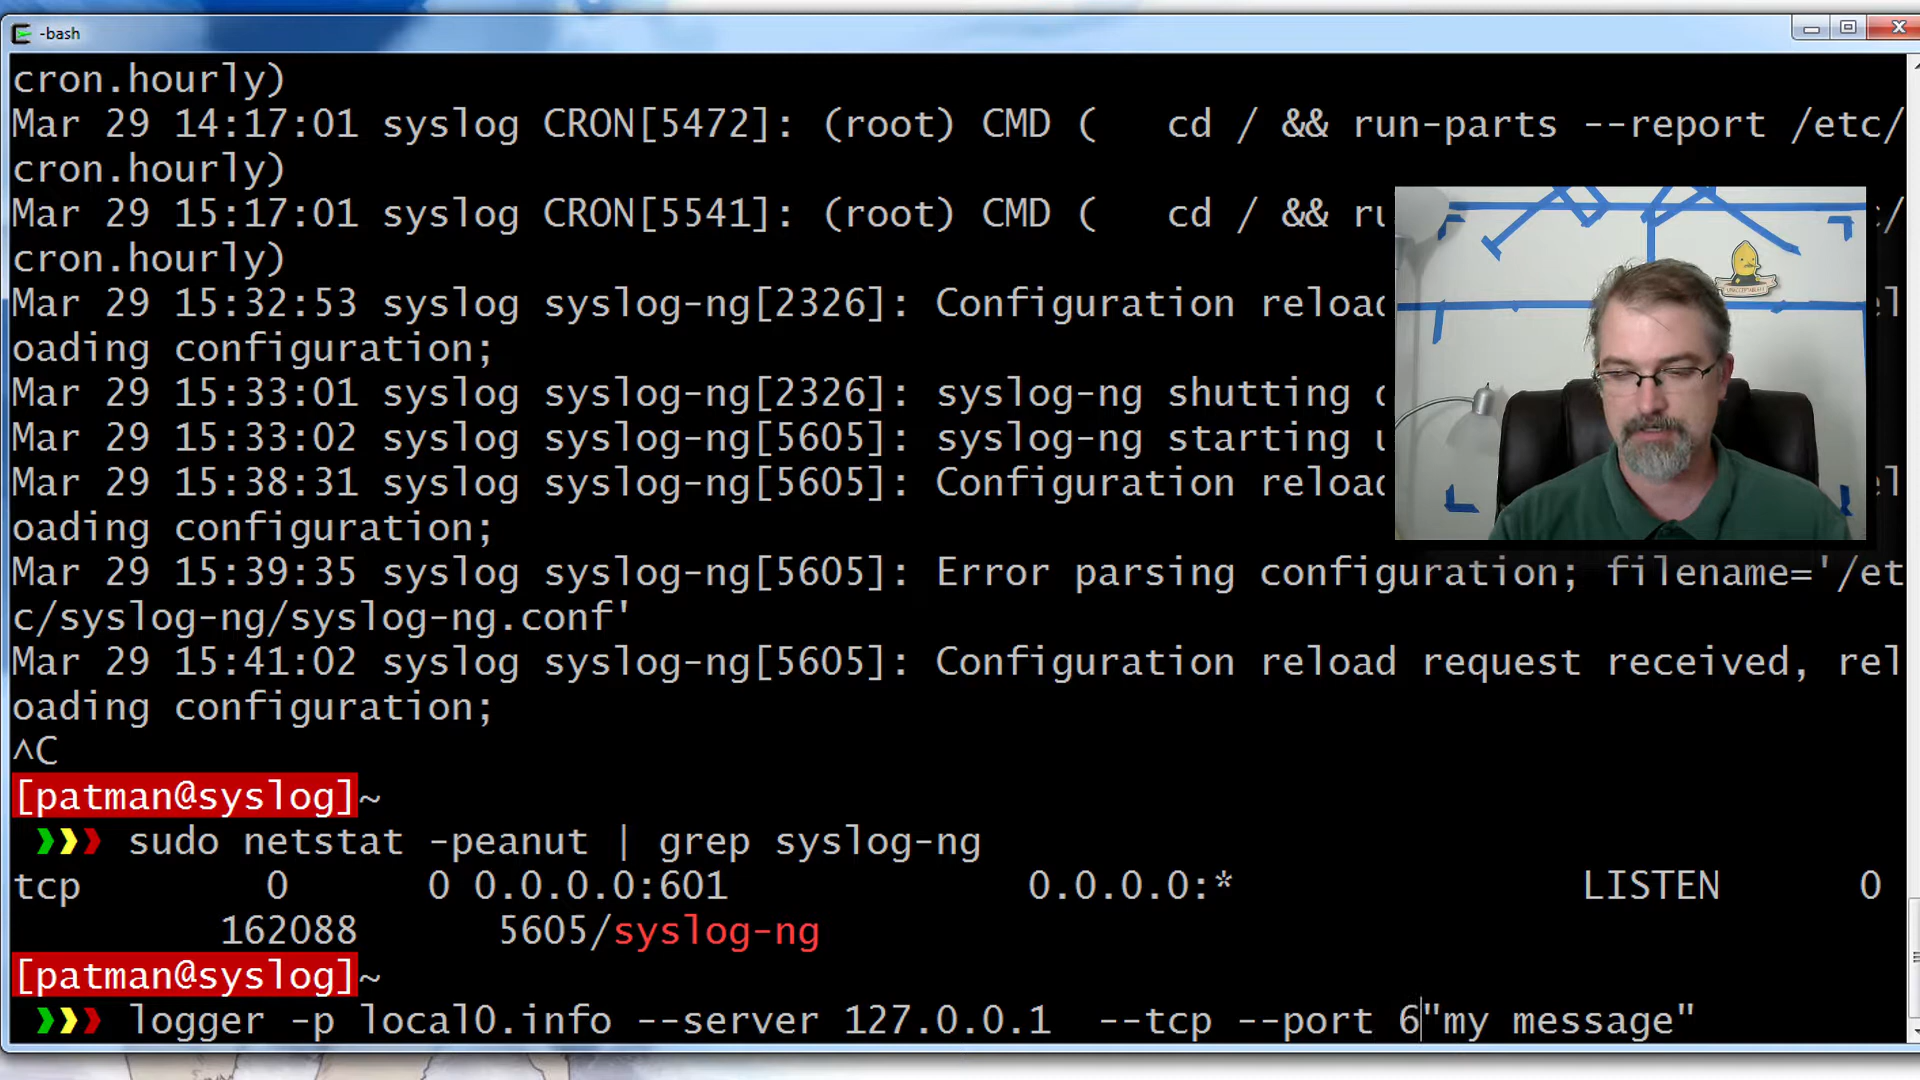 -bash
cron.hourly)
Mar 29 14:17:01 syslog CRON[5472]: (root) CMD (   cd / && run-parts --report /etc/
cron.hourly)
Mar 29 15:17:01 syslog CRON[5541]: (root) CMD (   cd / && ru /
cron.hourly)
Mar 29 15:32:53 syslog syslog-ng[2326]: Configuration reload el
oading configuration;
Mar 29 15:33:01 syslog syslog-ng[2326]: syslog-ng shutting
Mar 29 15:33:02 syslog syslog-ng[5605]: syslog-ng starting
Mar 29 15:38:31 syslog syslog-ng[5605]: Configuration reload el
oading configuration;
Mar 29 15:39:35 syslog syslog-ng[5605]: Error parsing configuration; filename='/et
c/syslog-ng/syslog-ng.conf'
Mar 29 15:41:02 syslog syslog-ng[5605]: Configuration reload request received, rel
oading configuration;
^C
[patman@syslog]~
❯❯❯ sudo netstat -peanut | grep syslog-ng
tcp        0      0 0.0.0.0:601             0.0.0.0:*               LISTEN      0
         162088      5605/syslog-ng
[patman@syslog]~
❯❯❯ logger -p local0.info --server 127.0.0.1  --tcp --port 6"my message"